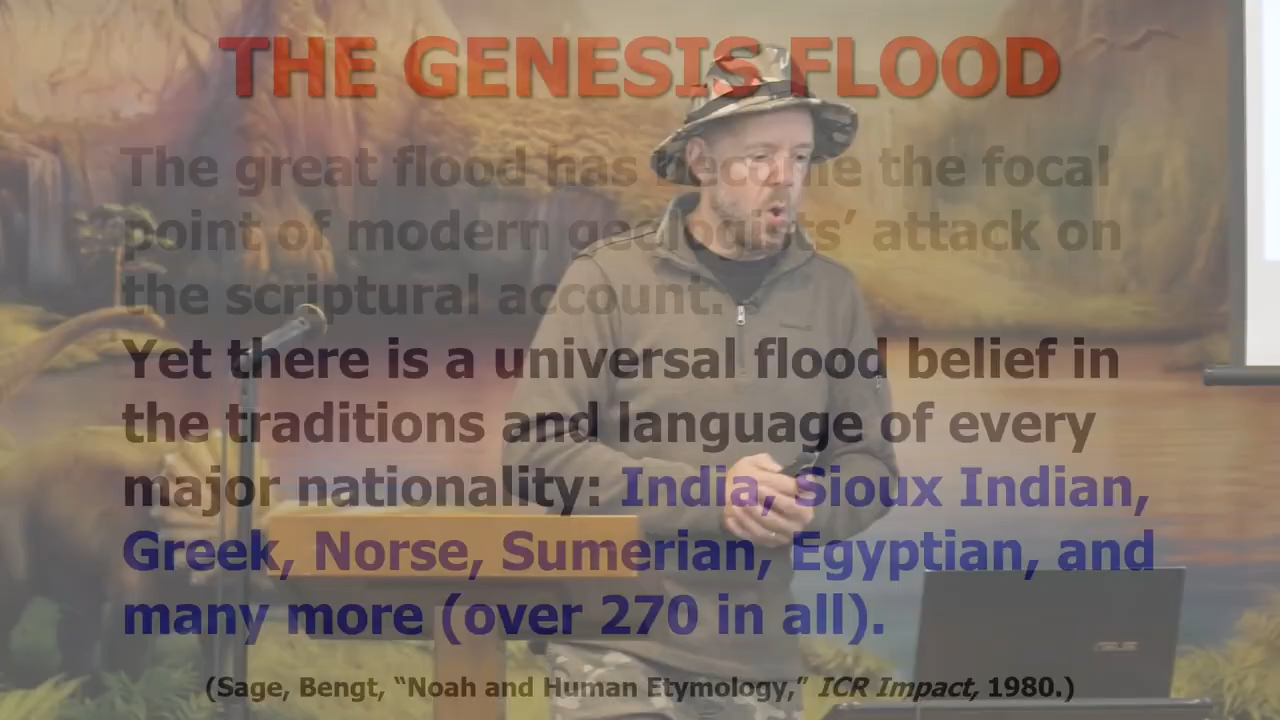 THE GENESIS FLOOD
The great flood has become the focal
point of modern geologists’ attack on
the scriptural account.
Yet there is a universal flood belief in
the traditions and language of every
major nationality: India, Sioux Indian,
Greek, Norse, Sumerian, Egyptian, and
many more (over 270 in all).
(Sage, Bengt, “Noah and Human Etymology,” ICR Impact, 1980.)
ASUS